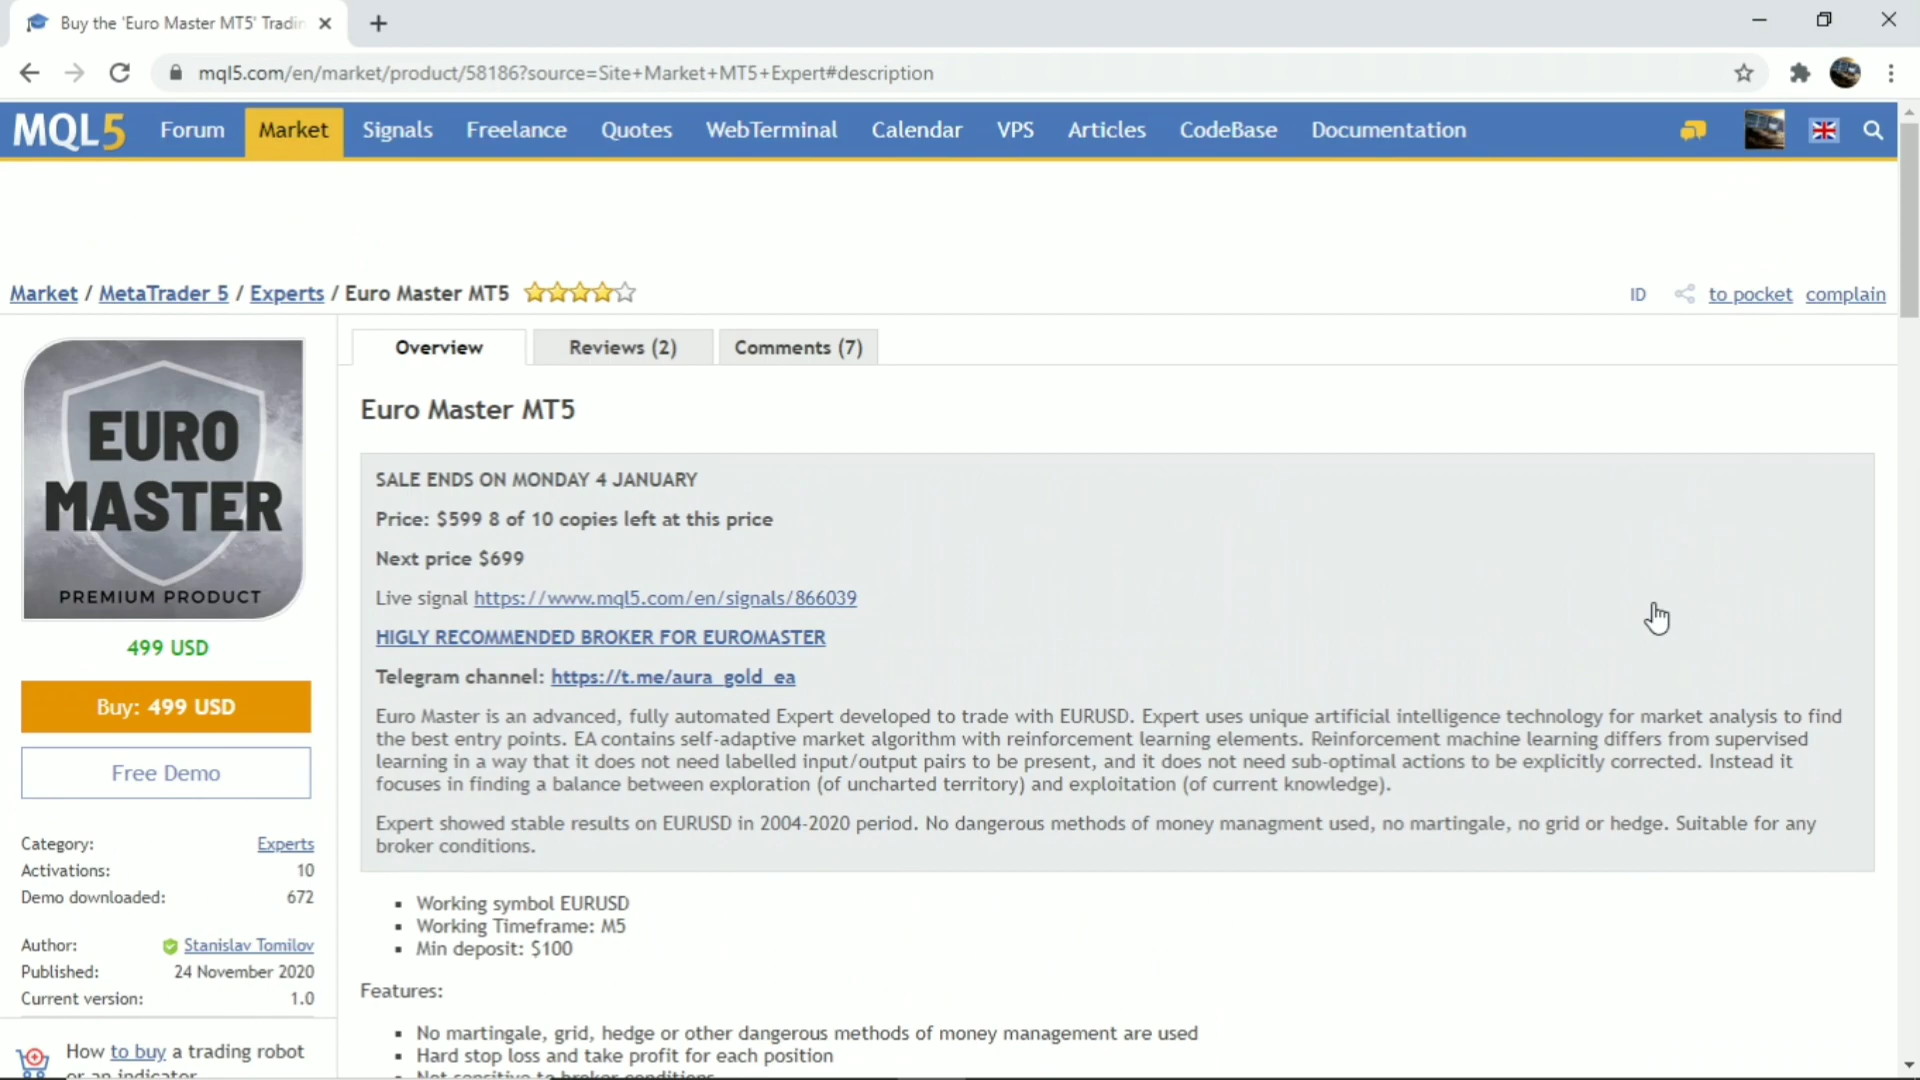 Buy the 'Euro Master MT5' Tradin
mql5.com/en/market/product/58186?source=Site+Market+MT5+Expert#description
MQL5 Forum Market Signals Freelance Quotes WebTerminal Calendar VPS Articles CodeBase Documentation
Market / MetaTrader 5 / Experts / Euro Master MT5
ID to pocket complain
Overview Reviews (2) Comments (7)
EURO
MASTER
PREMIUM PRODUCT
499 USD
Buy: 499 USD
Free Demo
Category: Experts
Activations: 10
Demo downloaded: 672
Author: Stanislav Tomilov
Published: 24 November 2020
Current version: 1.0
How to buy a trading robot
or an indicator
Euro Master MT5
SALE ENDS ON MONDAY 4 JANUARY
Price: $599 8 of 10 copies left at this price
Next price $699
Live signal https://www.mql5.com/en/signals/866039
HIGLY RECOMMENDED BROKER FOR EUROMASTER
Telegram channel: https://t.me/aura_gold_ea
Euro Master is an advanced, fully automated Expert developed to trade with EURUSD. Expert uses unique artificial intelligence technology for market analysis to find
the best entry points. EA contains self-adaptive market algorithm with reinforcement learning elements. Reinforcement machine learning differs from supervised
learning in a way that it does not need labelled input/output pairs to be present, and it does not need sub-optimal actions to be explicitly corrected. Instead it
focuses in finding a balance between exploration (of uncharted territory) and exploitation (of current knowledge).
Expert showed stable results on EURUSD in 2004-2020 period. No dangerous methods of money managment used, no martingale, no grid or hedge. Suitable for any
broker conditions.
Working symbol EURUSD
Working Timeframe: M5
Min deposit: $100
Features:
No martingale, grid, hedge or other dangerous methods of money management are used
Hard stop loss and take profit for each position
Not sensitive to broker conditions